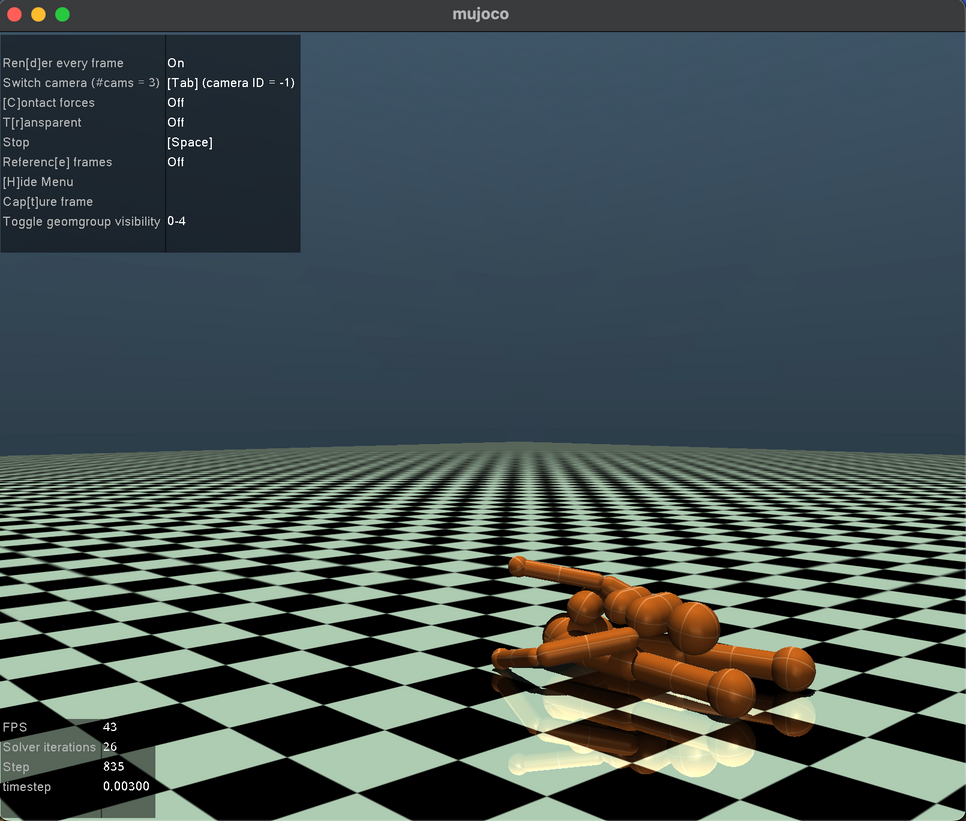 mujoco
Ren[d]er every frame On
Switch camera (#cams = 3) [Tab] (camera ID = -1)
[C]ontact forces Off
T[r]ansparent Off
Stop [Space]
Referenc[e] frames Off
[H]ide Menu
Cap[t]ure frame
Toggle geomgroup visibility 0-4
FPS 43
Solver iterations 26
Step 835
timestep 0.00300